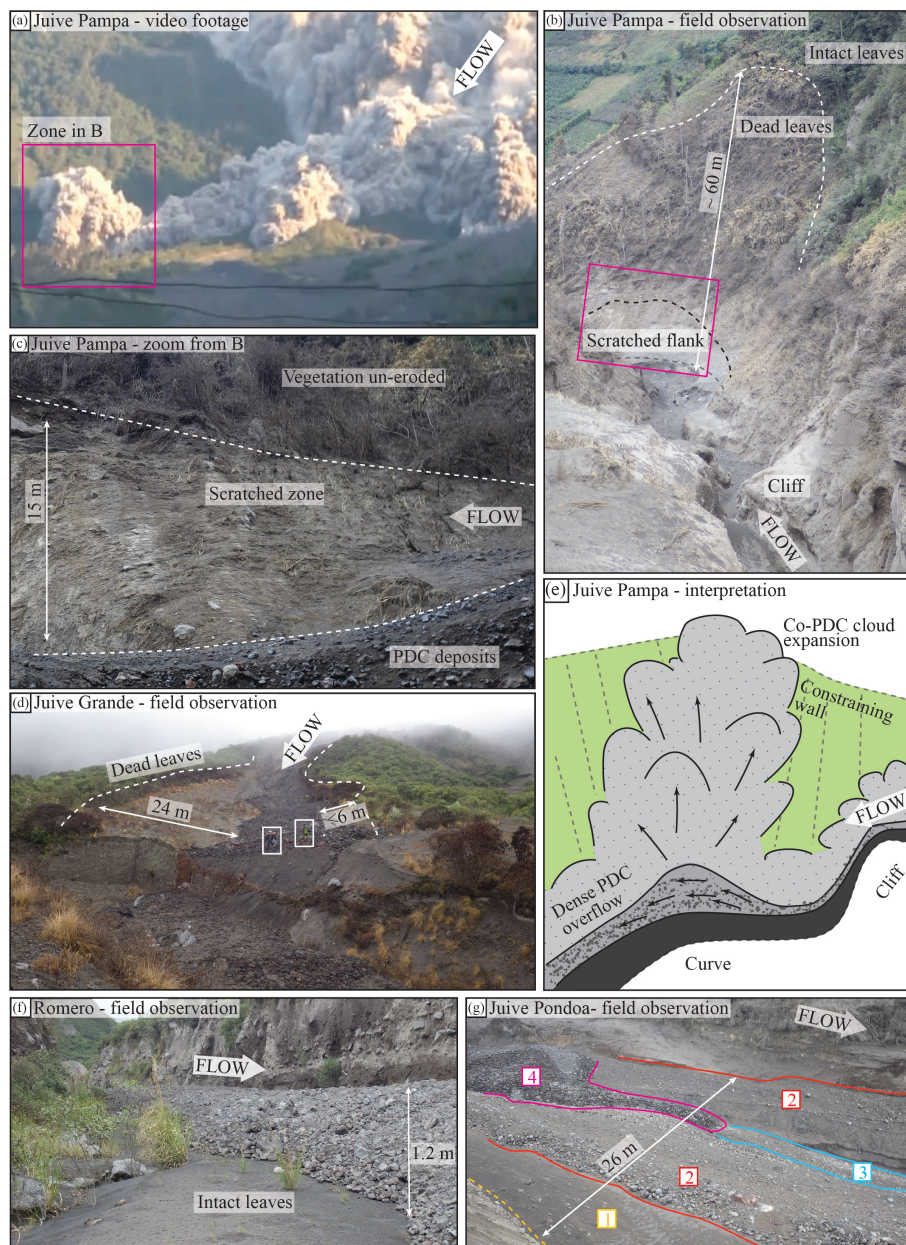 (a) Juive Pampa - video footage
FLOW
Zone in B
(b) Juive Pampa - field observation
Intact leaves
Dead leaves
~ 60 m
Scratched flank
Cliff
FLOW
(c) Juive Pampa - zoom from B
Vegetation un-eroded
15 m
Scratched zone
FLOW
PDC deposits
(d) Juive Grande - field observation
FLOW
Dead leaves
24 m
<6 m
(e) Juive Pampa - interpretation
Co-PDC cloud
expansion
Constraining
wall
FLOW
Dense PDC
overflow
Cliff
Curve
(f) Romero - field observation
FLOW
1.2 m
Intact leaves
(g) Juive Pondoa- field observation
FLOW
4
2
26 m
3
2
1